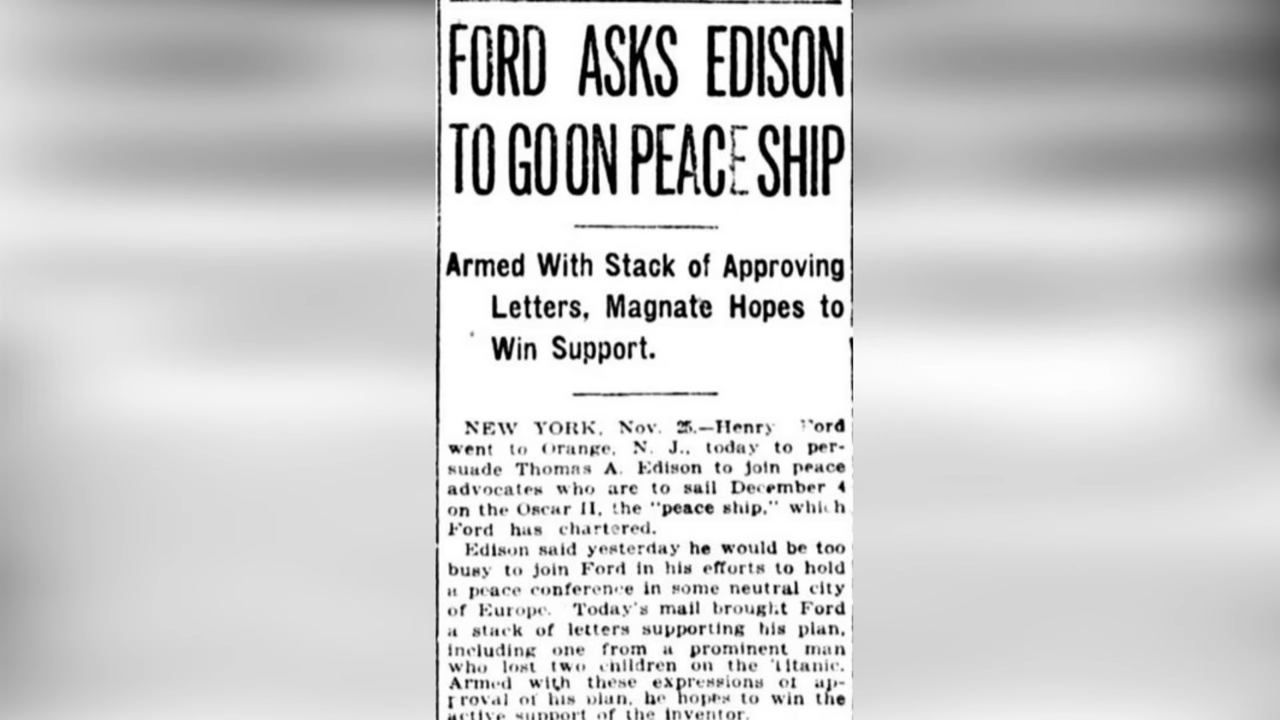 FORD ASKS EDISON
TO GO ON PEACE SHIP
Armed With Stack of Approving
Letters, Magnate Hopes to
Win Support.
NEW YORK, Nov. 25.—Henry Ford
went to Orange, N. J., today to per-
suade Thomas A. Edison to join peace
advocates who are to sail December 4
on the Oscar II, the "peace ship," which
Ford has chartered.
Edison said yesterday he would be too
busy to join Ford in his efforts to hold
a peace conference in some neutral city
of Europe. Today's mail brought Ford
a stack of letters supporting his plan,
including one from a prominent man
who lost two children on the Titanic.
Armed with these expressions of ap-
proval of his plan, he hopes to win the
active support of the inventor.